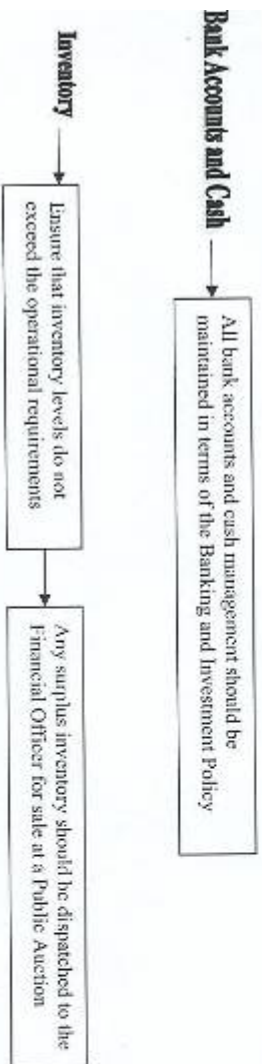 Bank Accounts and Cash
All bank accounts and cash management should be
maintained in terms of the Banking and Investment Policy
Inventory
Ensure that inventory levels do not
exceed the operational requirements
Any surplus inventory should be dispatched to the
Financial Officer for sale at a Public Auction